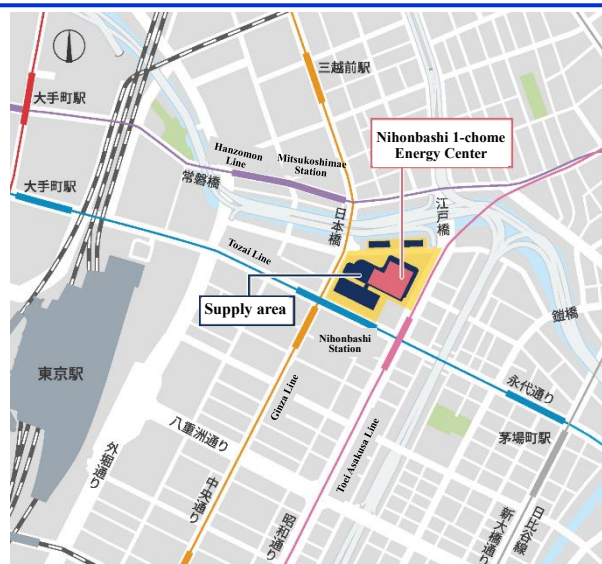 三越前駅
大手町駅
Nihonbashi 1-chome
Energy Center
Hanzomon
Line
Mitsukoshimae
Station
大手町駅
常磐橋
日本橋
江戸橋
Tozai Line
Supply area
鎧橋
Nihonbashi
Station
東京駅
Ginza Line
永代通り
八重洲通り
Toei Asakusa Line
茅場町駅
外堀通り
中央通り
昭和通り
新大橋通り
日比谷線